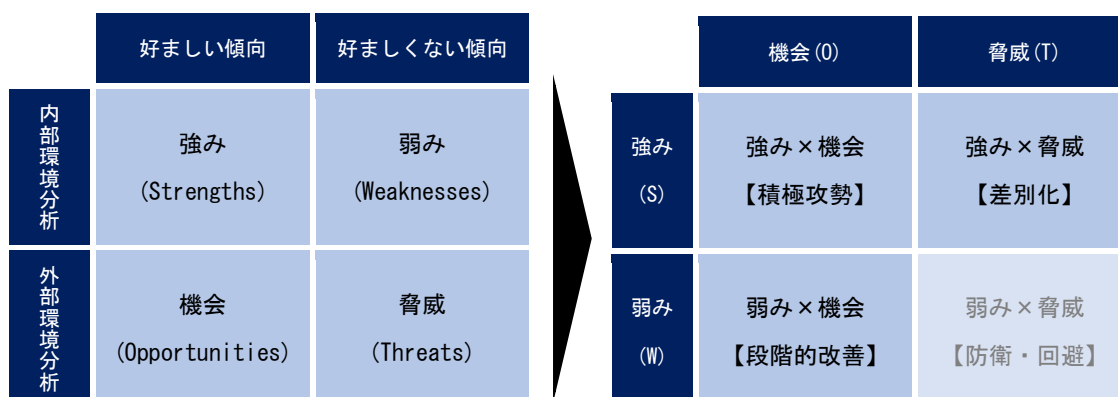 好ましい傾向
好ましくない傾向
内部環境分析
強み
(Strengths)
弱み
(Weaknesses)
外部環境分析
機会
(Opportunities)
脅威
(Threats)
機会(O)
脅威(T)
強み
(S)
強み×機会
【積極攻勢】
強み×脅威
【差別化】
弱み
(W)
弱み×機会
【段階的改善】
弱み×脅威
【防衛・回避】